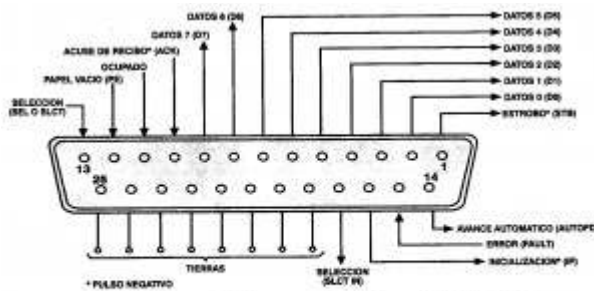 DATOS 6 (D6)
DATOS 7 (D7)
ACUSE DE RECIBO* (ACK)
OCUPADO
PAPEL VACIO (PE)
SELECCION
(SEL O SLCT)
DATOS 5 (D5)
DATOS 4 (D4)
DATOS 3 (D3)
DATOS 2 (D2)
DATOS 1 (D1)
DATOS 0 (D0)
ESTROBO* (STB)
13
1
25
14
AVANCE AUTOMATICO (AUTOFD
ERROR (FAULT)
INICIALIZACION* (IP)
TIERRAS
SELECCION
(SLCT IN)
* PULSO NEGATIVO